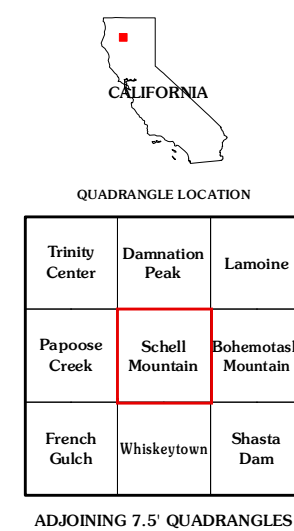 CALIFORNIA
QUADRANGLE LOCATION
Trinity
Center
Damnation
Peak
Lamoine
Papoose
Creek
Schell
Mountain
Bohemotash
Mountain
French
Gulch
Whiskeytown
Shasta
Dam
ADJOINING 7.5' QUADRANGLES